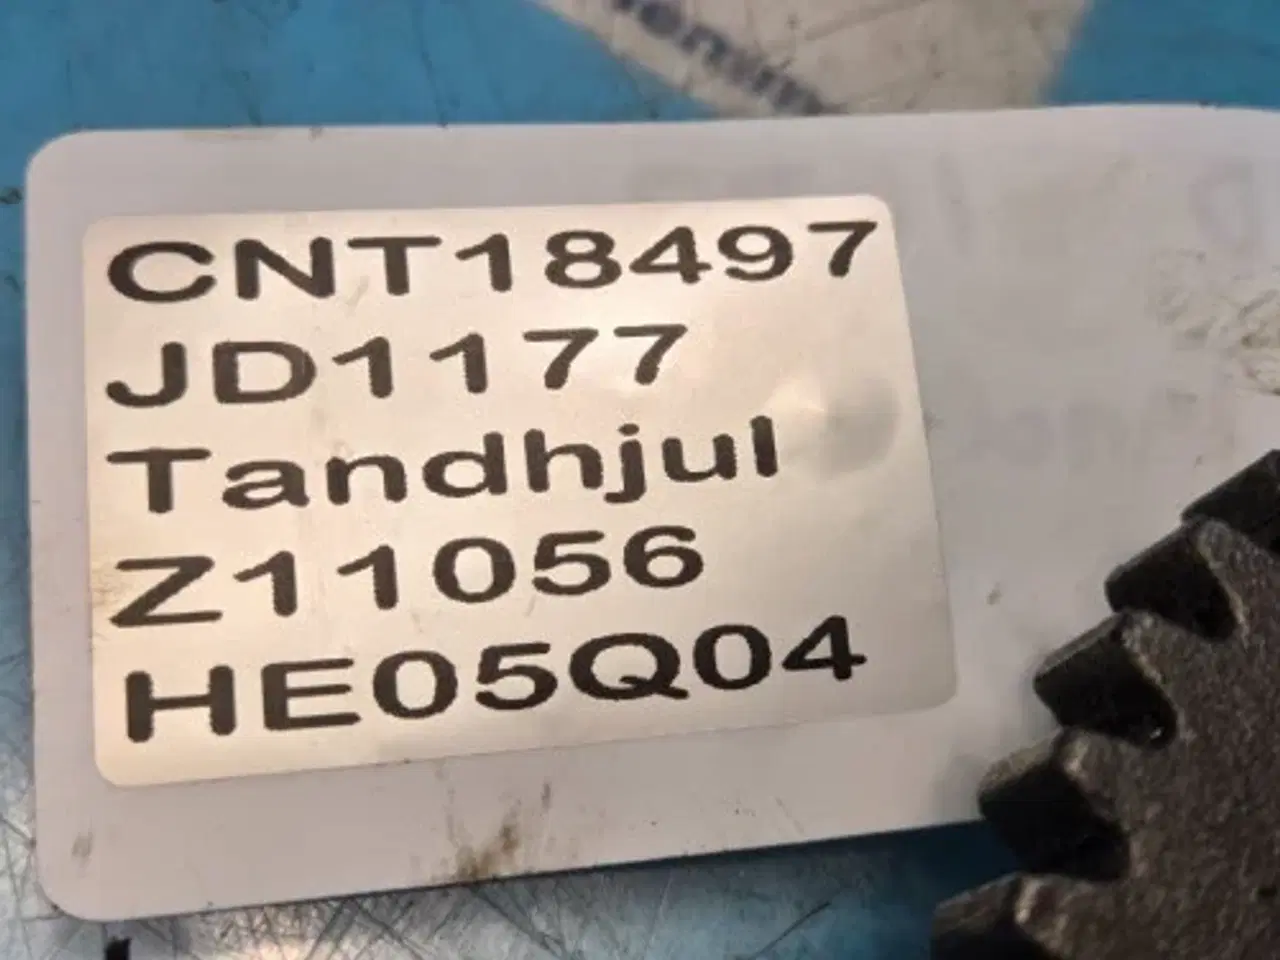 CNT18497
JD1177
Tandhjul
Z11056
HE05Q04